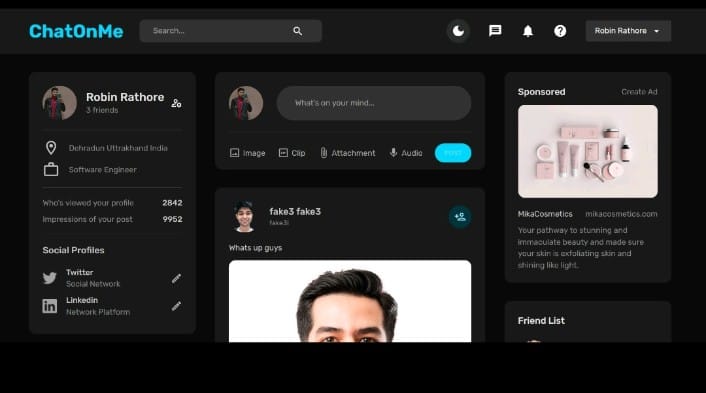 ChatOnMe
Search...
Robin Rathore
Robin Rathore
3 friends
Dehradun Uttrakhand India
Software Engineer
Who's viewed your profile 2842
Impressions of your post 9952
Social Profiles
Twitter
Social Network
Linkedin
Network Platform
What's on your mind...
Image Clip Attachment Audio POST
fake3 fake3
fake3l
Whats up guys
Sponsored Create Ad
MikaCosmetics mikacosmetics.com
Your pathway to stunning and
immaculate beauty and made sure
your skin is exfoliating skin and
shining like light.
Friend List